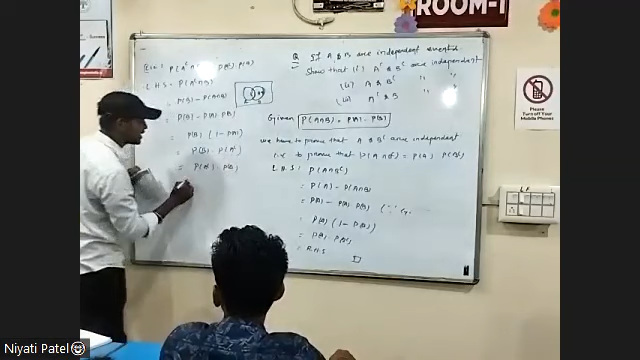 ROOM-1
Please
Turn off Your
Mobile Phones
Q If A & B are independent events.
Show that (i) A^c & B^c are independent
(ii) A & B^c " "
(iii) A^c & B " "
Given P(A∩B) = P(A) · P(B)
we have to prove that A & B^c are independent
i.e to prove that P(A∩B^c) = P(A) · P(B^c)
L.H.S : P(A∩B^c)
= P(A) - P(A∩B)
= P(A) - P(A) · P(B)
= P(A) (1 - P(B))
= P(A) · P(B^c)
= R.H.S
P(A^c∩B) = P(A^c) · P(B)
L.H.S - P(A^c∩B)
= P(B) - P(A∩B)
= P(B) - P(A) · P(B)
= P(B) (1 - P(A))
= P(B) · P(A^c)
= P(A^c) · P(B)
Niyati Patel